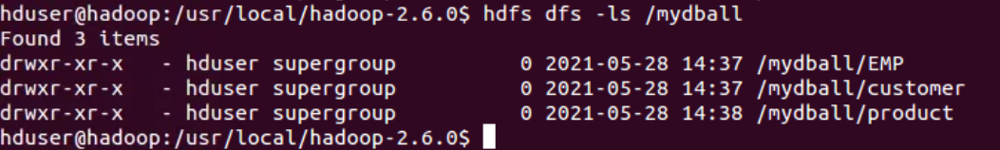 hduser@hadoop:/usr/local/hadoop-2.6.0$ hdfs dfs -ls /mydball
Found 3 items
drwxr-xr-x   - hduser supergroup          0 2021-05-28 14:37 /mydball/EMP
drwxr-xr-x   - hduser supergroup          0 2021-05-28 14:37 /mydball/customer
drwxr-xr-x   - hduser supergroup          0 2021-05-28 14:38 /mydball/product
hduser@hadoop:/usr/local/hadoop-2.6.0$